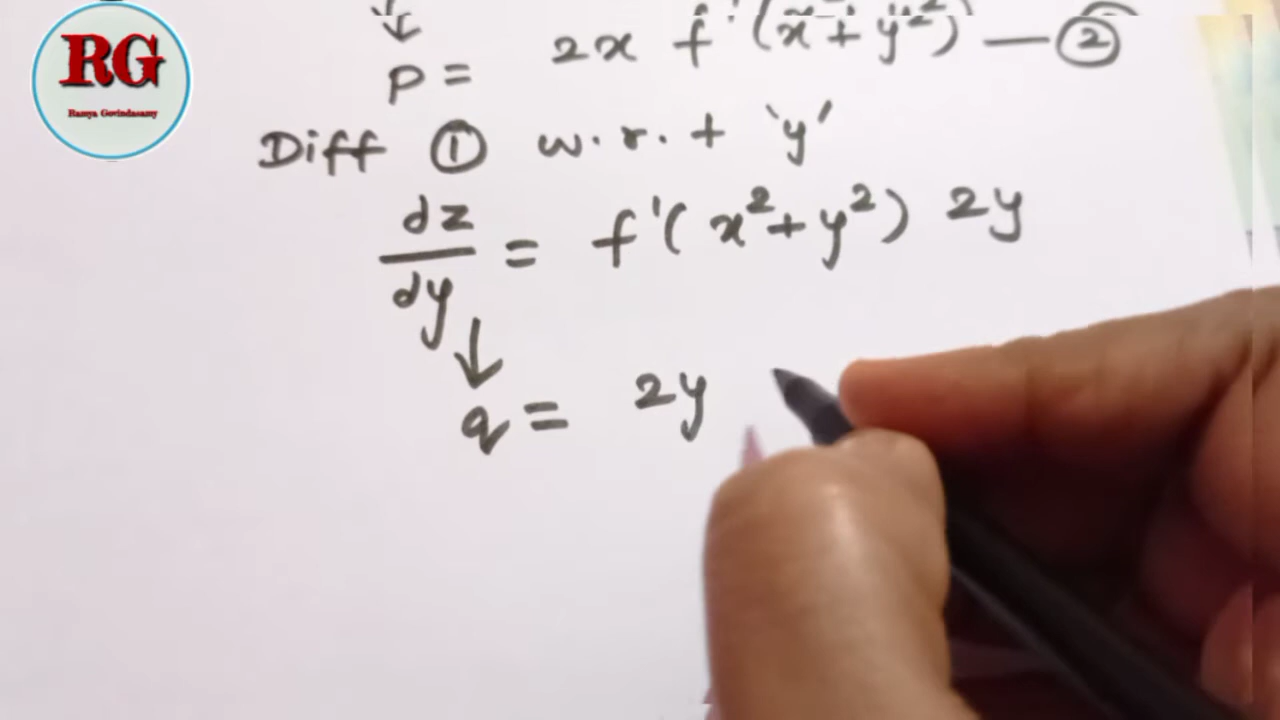 RG
Ramya Govindasamy
p = 2x f'(x²+y²) — ②
Diff ① w.r.t 'y'
dz/dy = f'(x²+y²) 2y
↓
q = 2y